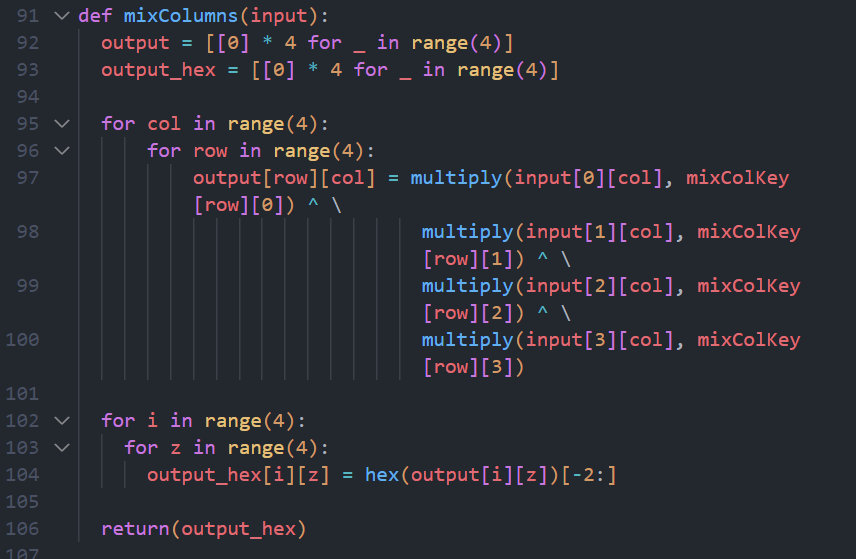 91 def mixColumns(input):
92 output = [[0] * 4 for _ in range(4)]
93 output_hex = [[0] * 4 for _ in range(4)]
94
95 for col in range(4):
96 for row in range(4):
97 output[row][col] = multiply(input[0][col], mixColKey
[row][0]) ^ \
98 multiply(input[1][col], mixColKey
[row][1]) ^ \
99 multiply(input[2][col], mixColKey
[row][2]) ^ \
100 multiply(input[3][col], mixColKey
[row][3])
101
102 for i in range(4):
103 for z in range(4):
104 output_hex[i][z] = hex(output[i][z])[-2:]
105
106 return(output_hex)
107